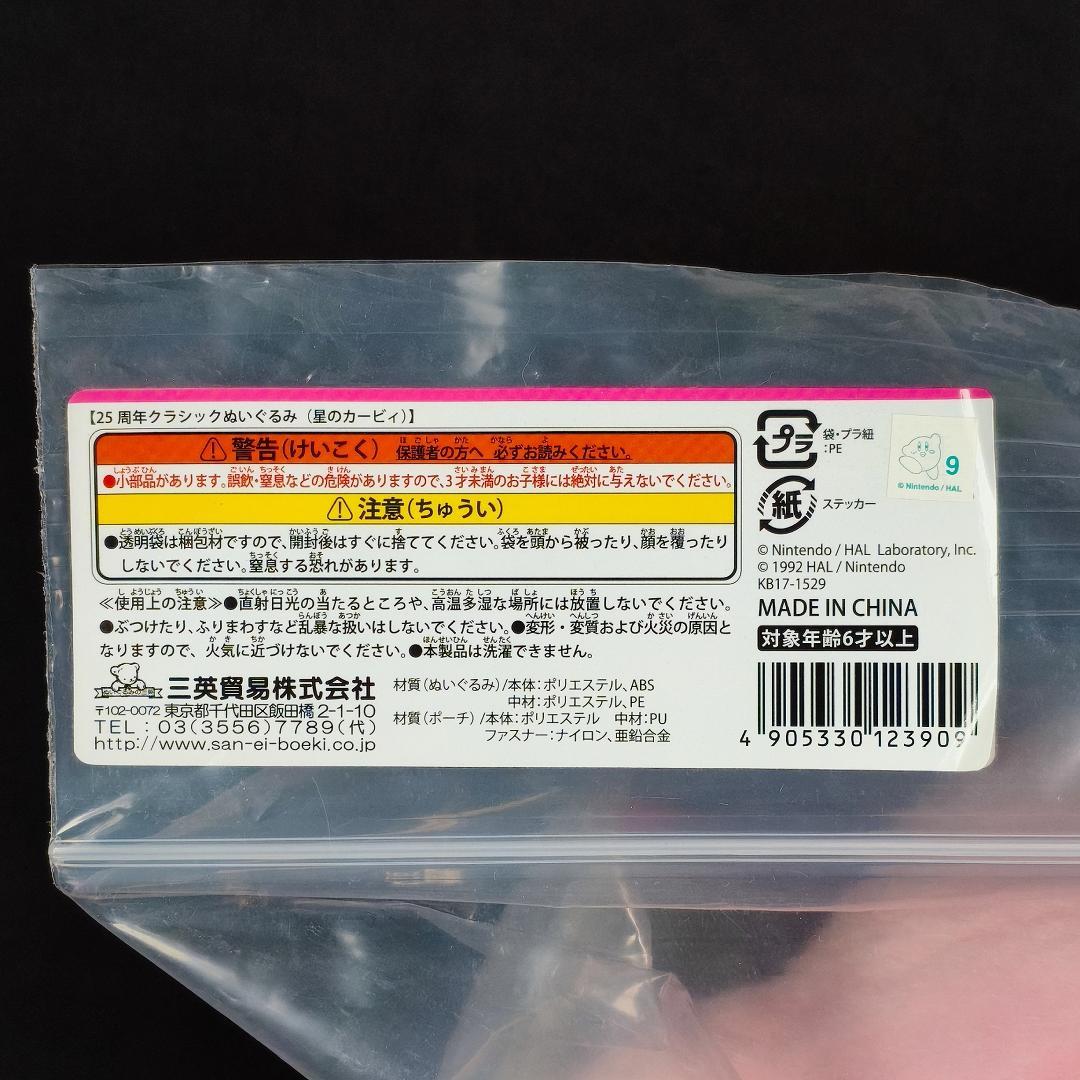 【25 周年クラシックぬいぐるみ（星のカービィ）】
警告(けいこく) 保護者の方へ 必ずお読みください。
●小部品があります。誤飲・窒息などの危険がありますので、3才未満のお子様には絶対に与えないでください。
注意(ちゅうい)
●透明袋は梱包材ですので、開封後はすぐに捨ててください。袋を頭から被ったり、顔を覆ったり
しないでください。窒息する恐れがあります。
≪使用上の注意≫●直射日光の当たるところや、高温多湿な場所には放置しないでください。
●ぶつけたり、ふりまわすなど乱暴な扱いはしないでください。●変形・変質および火災の原因と
なりますので、火気に近づけないでください。●本製品は洗濯できません。
三英貿易株式会社
〒102-0072 東京都千代田区飯田橋 2-1-10
TEL：03(3556)7789(代)
http://www.san-ei-boeki.co.jp
材質（ぬいぐるみ）/本体：ポリエステル、ABS
中材：ポリエステル、PE
材質（ポーチ）/本体：ポリエステル 中材：PU
ファスナー：ナイロン、亜鉛合金
プラ
袋・プラ紐
：PE
紙
ステッカー
9
© Nintendo / HAL
© Nintendo / HAL Laboratory, Inc.
© 1992 HAL / Nintendo
KB17-1529
MADE IN CHINA
対象年齢6才以上
4 905330 123909